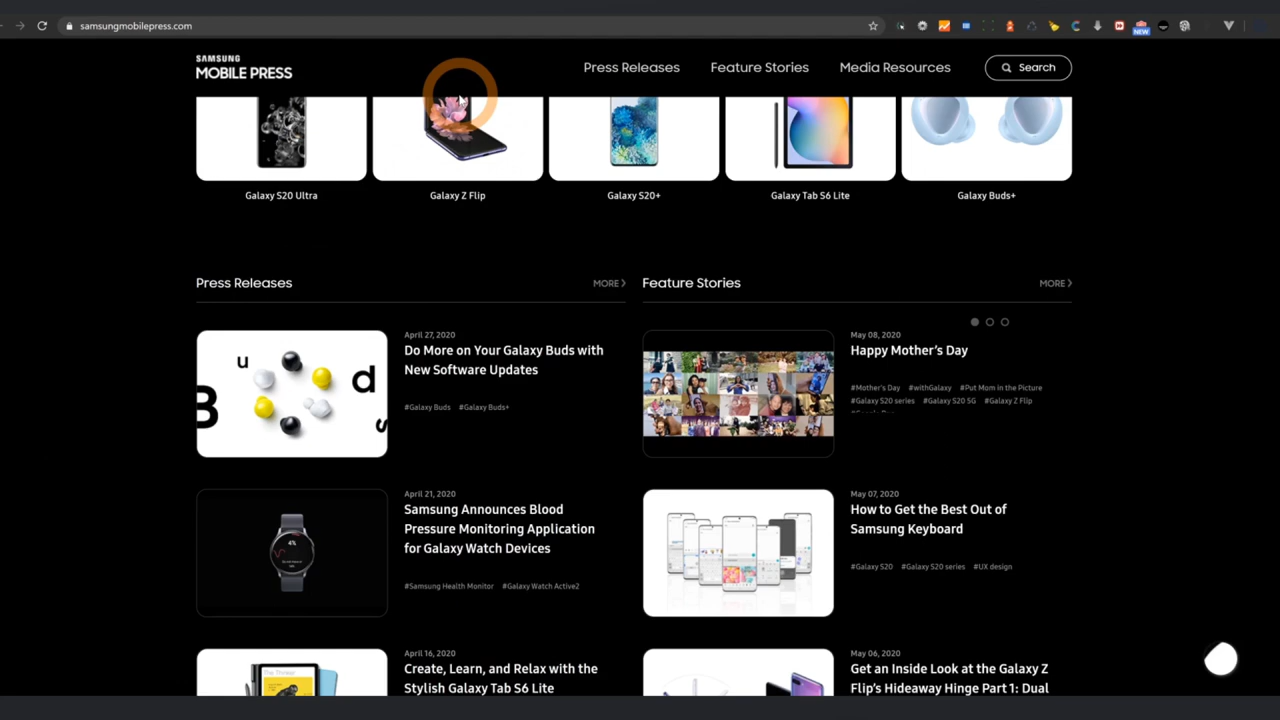 samsungmobilepress.com
NEW
SAMSUNG
MOBILE PRESS
Press Releases
Feature Stories
Media Resources
Search
Galaxy S20 Ultra
Galaxy Z Flip
Galaxy S20+
Galaxy Tab S6 Lite
Galaxy Buds+
Press Releases
MORE
B u d s
April 27, 2020
Do More on Your Galaxy Buds with
New Software Updates
#Galaxy Buds #Galaxy Buds+
April 21, 2020
Samsung Announces Blood
Pressure Monitoring Application
for Galaxy Watch Devices
#Samsung Health Monitor #Galaxy Watch Active2
April 16, 2020
Create, Learn, and Relax with the
Stylish Galaxy Tab S6 Lite
Feature Stories
MORE
May 08, 2020
Happy Mother's Day
#Mother's Day #withGalaxy #Put Mom in the Picture
#Galaxy S20 series #Galaxy S20 5G #Galaxy Z Flip
May 07, 2020
How to Get the Best Out of
Samsung Keyboard
#Galaxy S20 #Galaxy S20 series #UX design
May 06, 2020
Get an Inside Look at the Galaxy Z
Flip's Hideaway Hinge Part 1: Dual